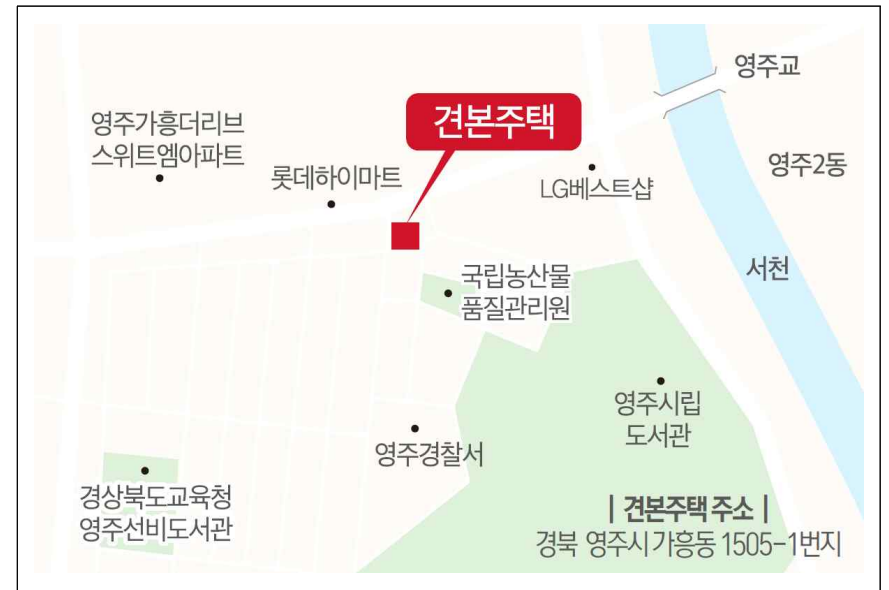 영주교
견본주택
영주가흥더리브
스위트엠아파트
롯데하이마트
LG베스트샵
영주2동
서천
국립농산물
품질관리원
영주시립
도서관
영주경찰서
경상북도교육청
영주선비도서관
| 견본주택 주소 |
경북 영주시 가흥동 1505-1번지